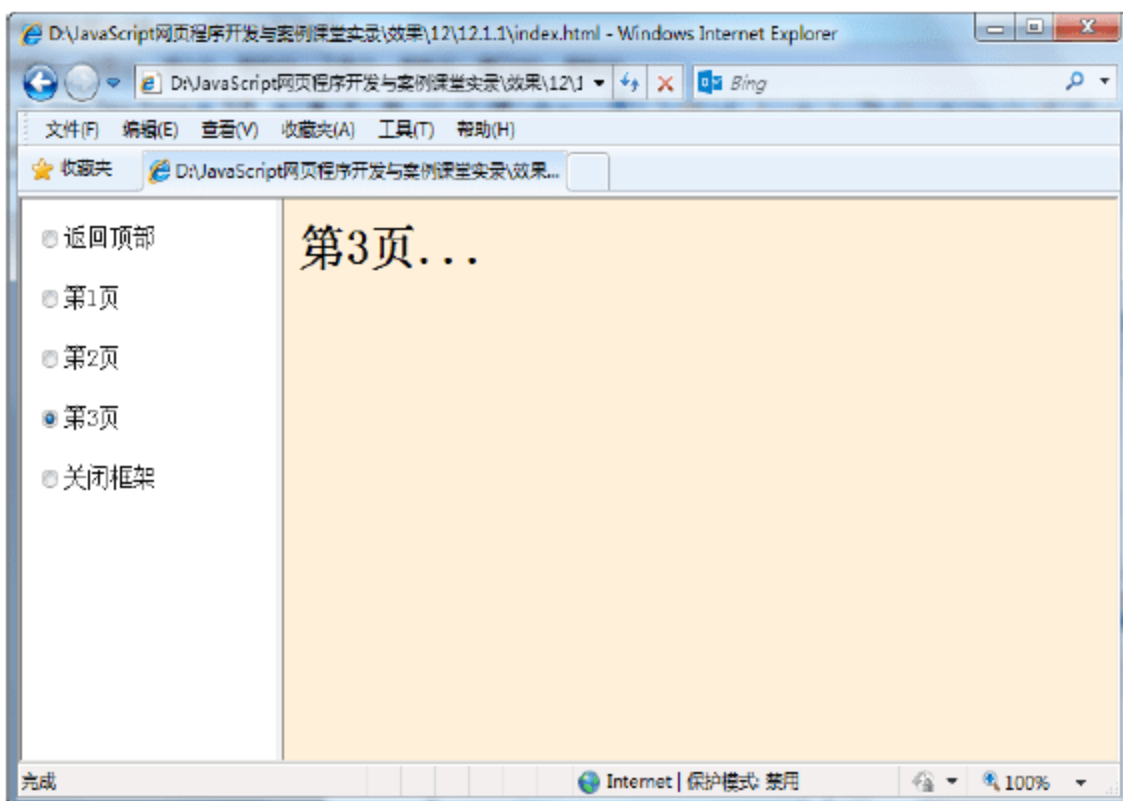 D:\JavaScript网页程序开发与案例课堂实录\效果\12\12.1.1\index.html - Windows Internet Explorer
D:\JavaScript网页程序开发与案例课堂实录\效果\12\1 Bing
文件(F) 编辑(E) 查看(V) 收藏夹(A) 工具(T) 帮助(H)
收藏夹 D:\JavaScript网页程序开发与案例课堂实录\效果...
返回顶部
第1页
第2页
第3页
关闭框架
第3页...
完成 Internet | 保护模式: 禁用 100%